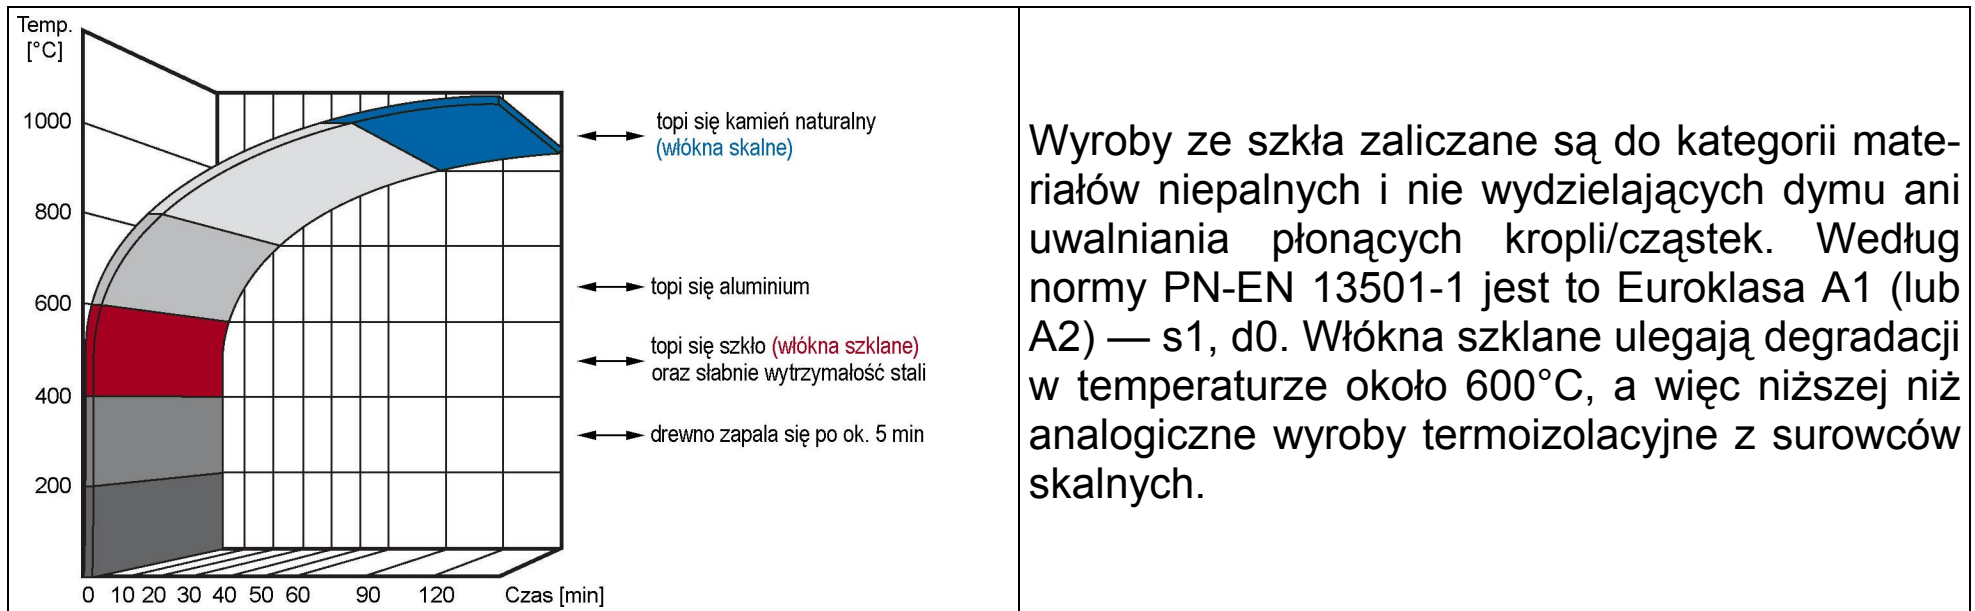 Temp.
[°C]
1000
800
600
400
200
0 10 20 30 40 50 60 90 120 Czas [min]
topi się kamień naturalny
(włókna skalne)
topi się aluminium
topi się szkło (włókna szklane)
oraz słabnie wytrzymałość stali
drewno zapala się po ok. 5 min
Wyroby ze szkła zaliczane są do kategorii mate-
riałów niepalnych i nie wydzielających dymu ani
uwalniania płonących kropli/cząstek. Według
normy PN-EN 13501-1 jest to Euroklasa A1 (lub
A2) — s1, d0. Włókna szklane ulegają degradacji
w temperaturze około 600°C, a więc niższej niż
analogiczne wyroby termoizolacyjne z surowców
skalnych.